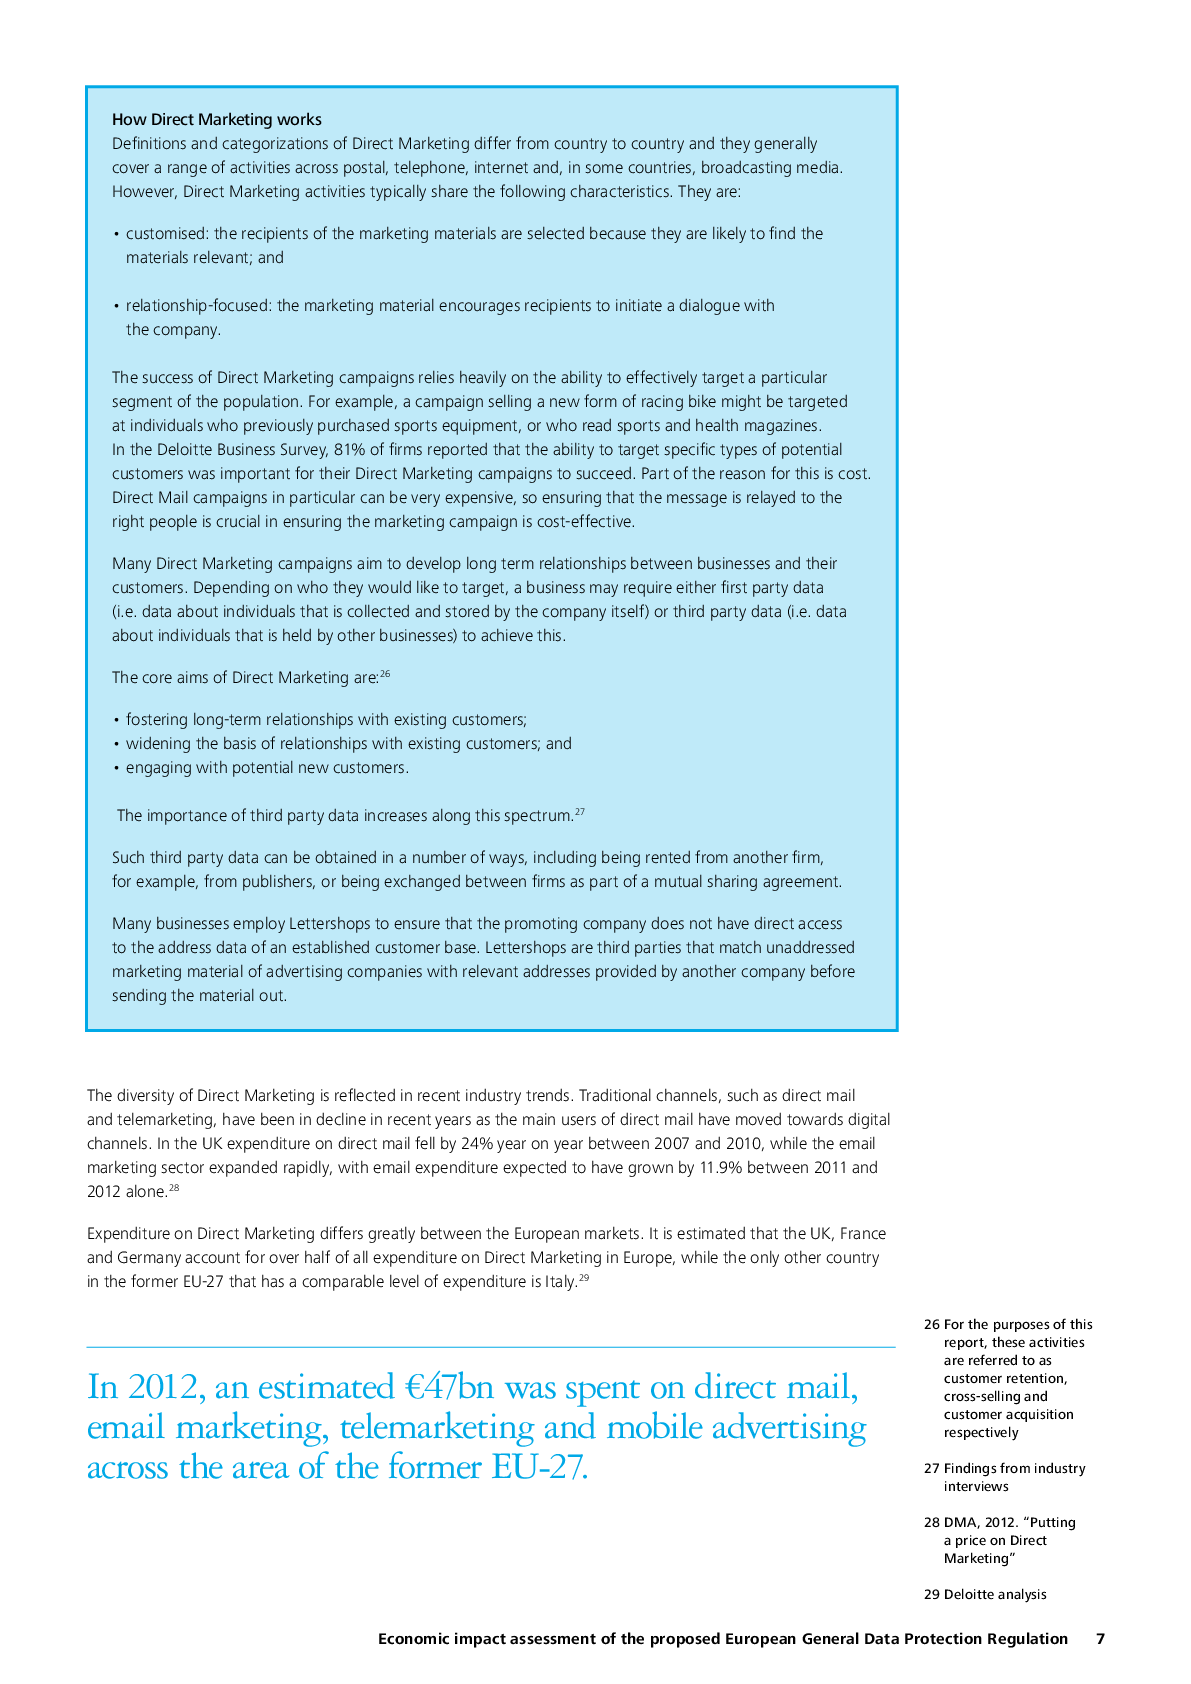 How Direct Marketing works
Definitions and categorizations of Direct Marketing differ from country to country and they generally
cover a range of activities across postal, telephone, internet and, in some countries, broadcasting media.
However, Direct Marketing activities typically share the following characteristics. They are:
• customised: the recipients of the marketing materials are selected because they are likely to find the
materials relevant; and
• relationship-focused: the marketing material encourages recipients to initiate a dialogue with
the company.
The success of Direct Marketing campaigns relies heavily on the ability to effectively target a particular
segment of the population. For example, a campaign selling a new form of racing bike might be targeted
at individuals who previously purchased sports equipment, or who read sports and health magazines.
In the Deloitte Business Survey, 81% of firms reported that the ability to target specific types of potential
customers was important for their Direct Marketing campaigns to succeed. Part of the reason for this is cost.
Direct Mail campaigns in particular can be very expensive, so ensuring that the message is relayed to the
right people is crucial in ensuring the marketing campaign is cost-effective.
Many Direct Marketing campaigns aim to develop long term relationships between businesses and their
customers. Depending on who they would like to target, a business may require either first party data
(i.e. data about individuals that is collected and stored by the company itself) or third party data (i.e. data
about individuals that is held by other businesses) to achieve this.
The core aims of Direct Marketing are:26
• fostering long-term relationships with existing customers;
• widening the basis of relationships with existing customers; and
• engaging with potential new customers.
The importance of third party data increases along this spectrum.27
Such third party data can be obtained in a number of ways, including being rented from another firm,
for example, from publishers, or being exchanged between firms as part of a mutual sharing agreement.
Many businesses employ Lettershops to ensure that the promoting company does not have direct access
to the address data of an established customer base. Lettershops are third parties that match unaddressed
marketing material of advertising companies with relevant addresses provided by another company before
sending the material out.
The diversity of Direct Marketing is reflected in recent industry trends. Traditional channels, such as direct mail
and telemarketing, have been in decline in recent years as the main users of direct mail have moved towards digital
channels. In the UK expenditure on direct mail fell by 24% year on year between 2007 and 2010, while the email
marketing sector expanded rapidly, with email expenditure expected to have grown by 11.9% between 2011 and
2012 alone.28
Expenditure on Direct Marketing differs greatly between the European markets. It is estimated that the UK, France
and Germany account for over half of all expenditure on Direct Marketing in Europe, while the only other country
in the former EU-27 that has a comparable level of expenditure is Italy.29
In 2012, an estimated €47bn was spent on direct mail,
email marketing, telemarketing and mobile advertising
across the area of the former EU-27.
26 For the purposes of this
report, these activities
are referred to as
customer retention,
cross-selling and
customer acquisition
respectively
27 Findings from industry
interviews
28 DMA, 2012. “Putting
a price on Direct
Marketing”
29 Deloitte analysis
Economic impact assessment of the proposed European General Data Protection Regulation 7